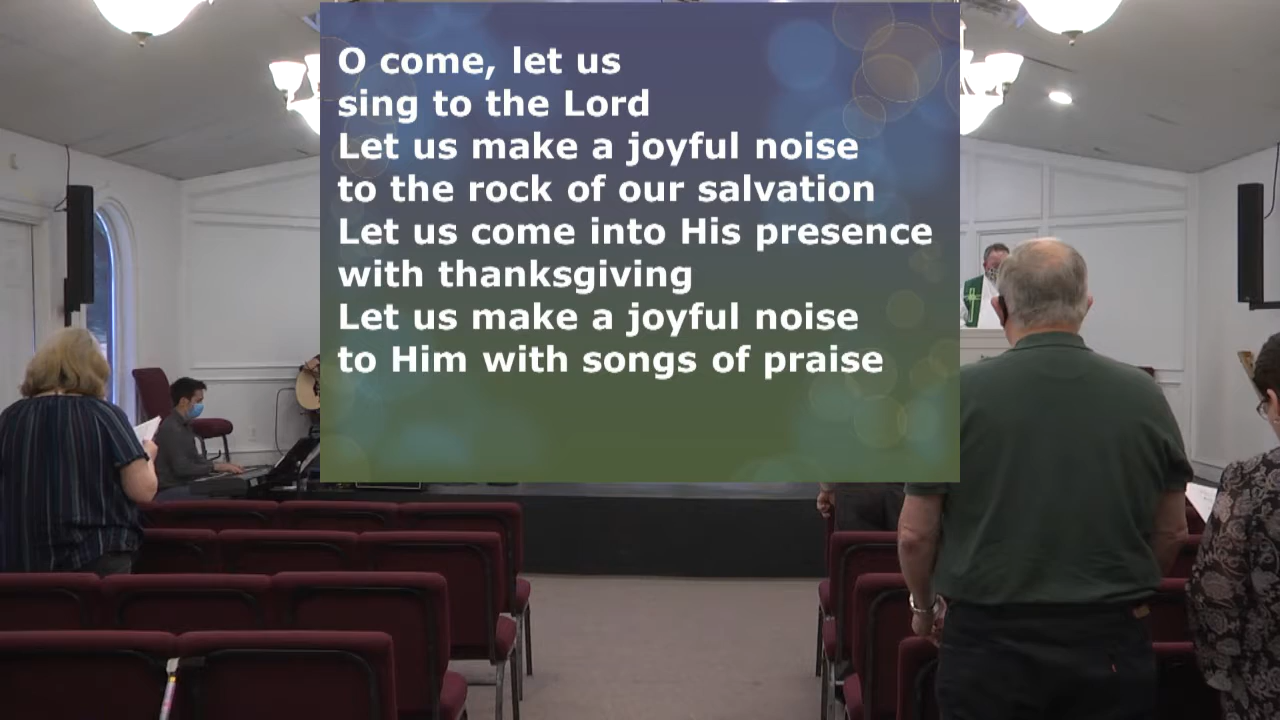 O come, let us
sing to the Lord
Let us make a joyful noise
to the rock of our salvation
Let us come into His presence
with thanksgiving
Let us make a joyful noise
to Him with songs of praise